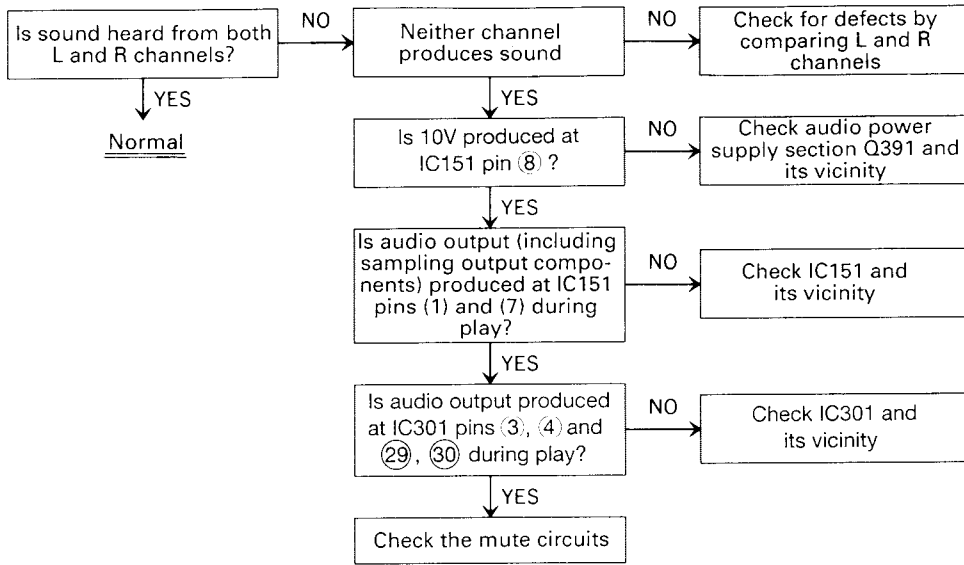 Is sound heard from both
L and R channels?
NO
Neither channel
produces sound
NO
Check for defects by
comparing L and R
channels
YES
YES
Normal
Is 10V produced at
IC151 pin ⑧ ?
NO
Check audio power
supply section Q391 and
its vicinity
YES
Is audio output (including
sampling output compo-
nents) produced at IC151
pins (1) and (7) during
play?
NO
Check IC151 and
its vicinity
YES
Is audio output produced
at IC301 pins ③, ④ and
㉙, ㉚ during play?
NO
Check IC301 and
its vicinity
YES
Check the mute circuits